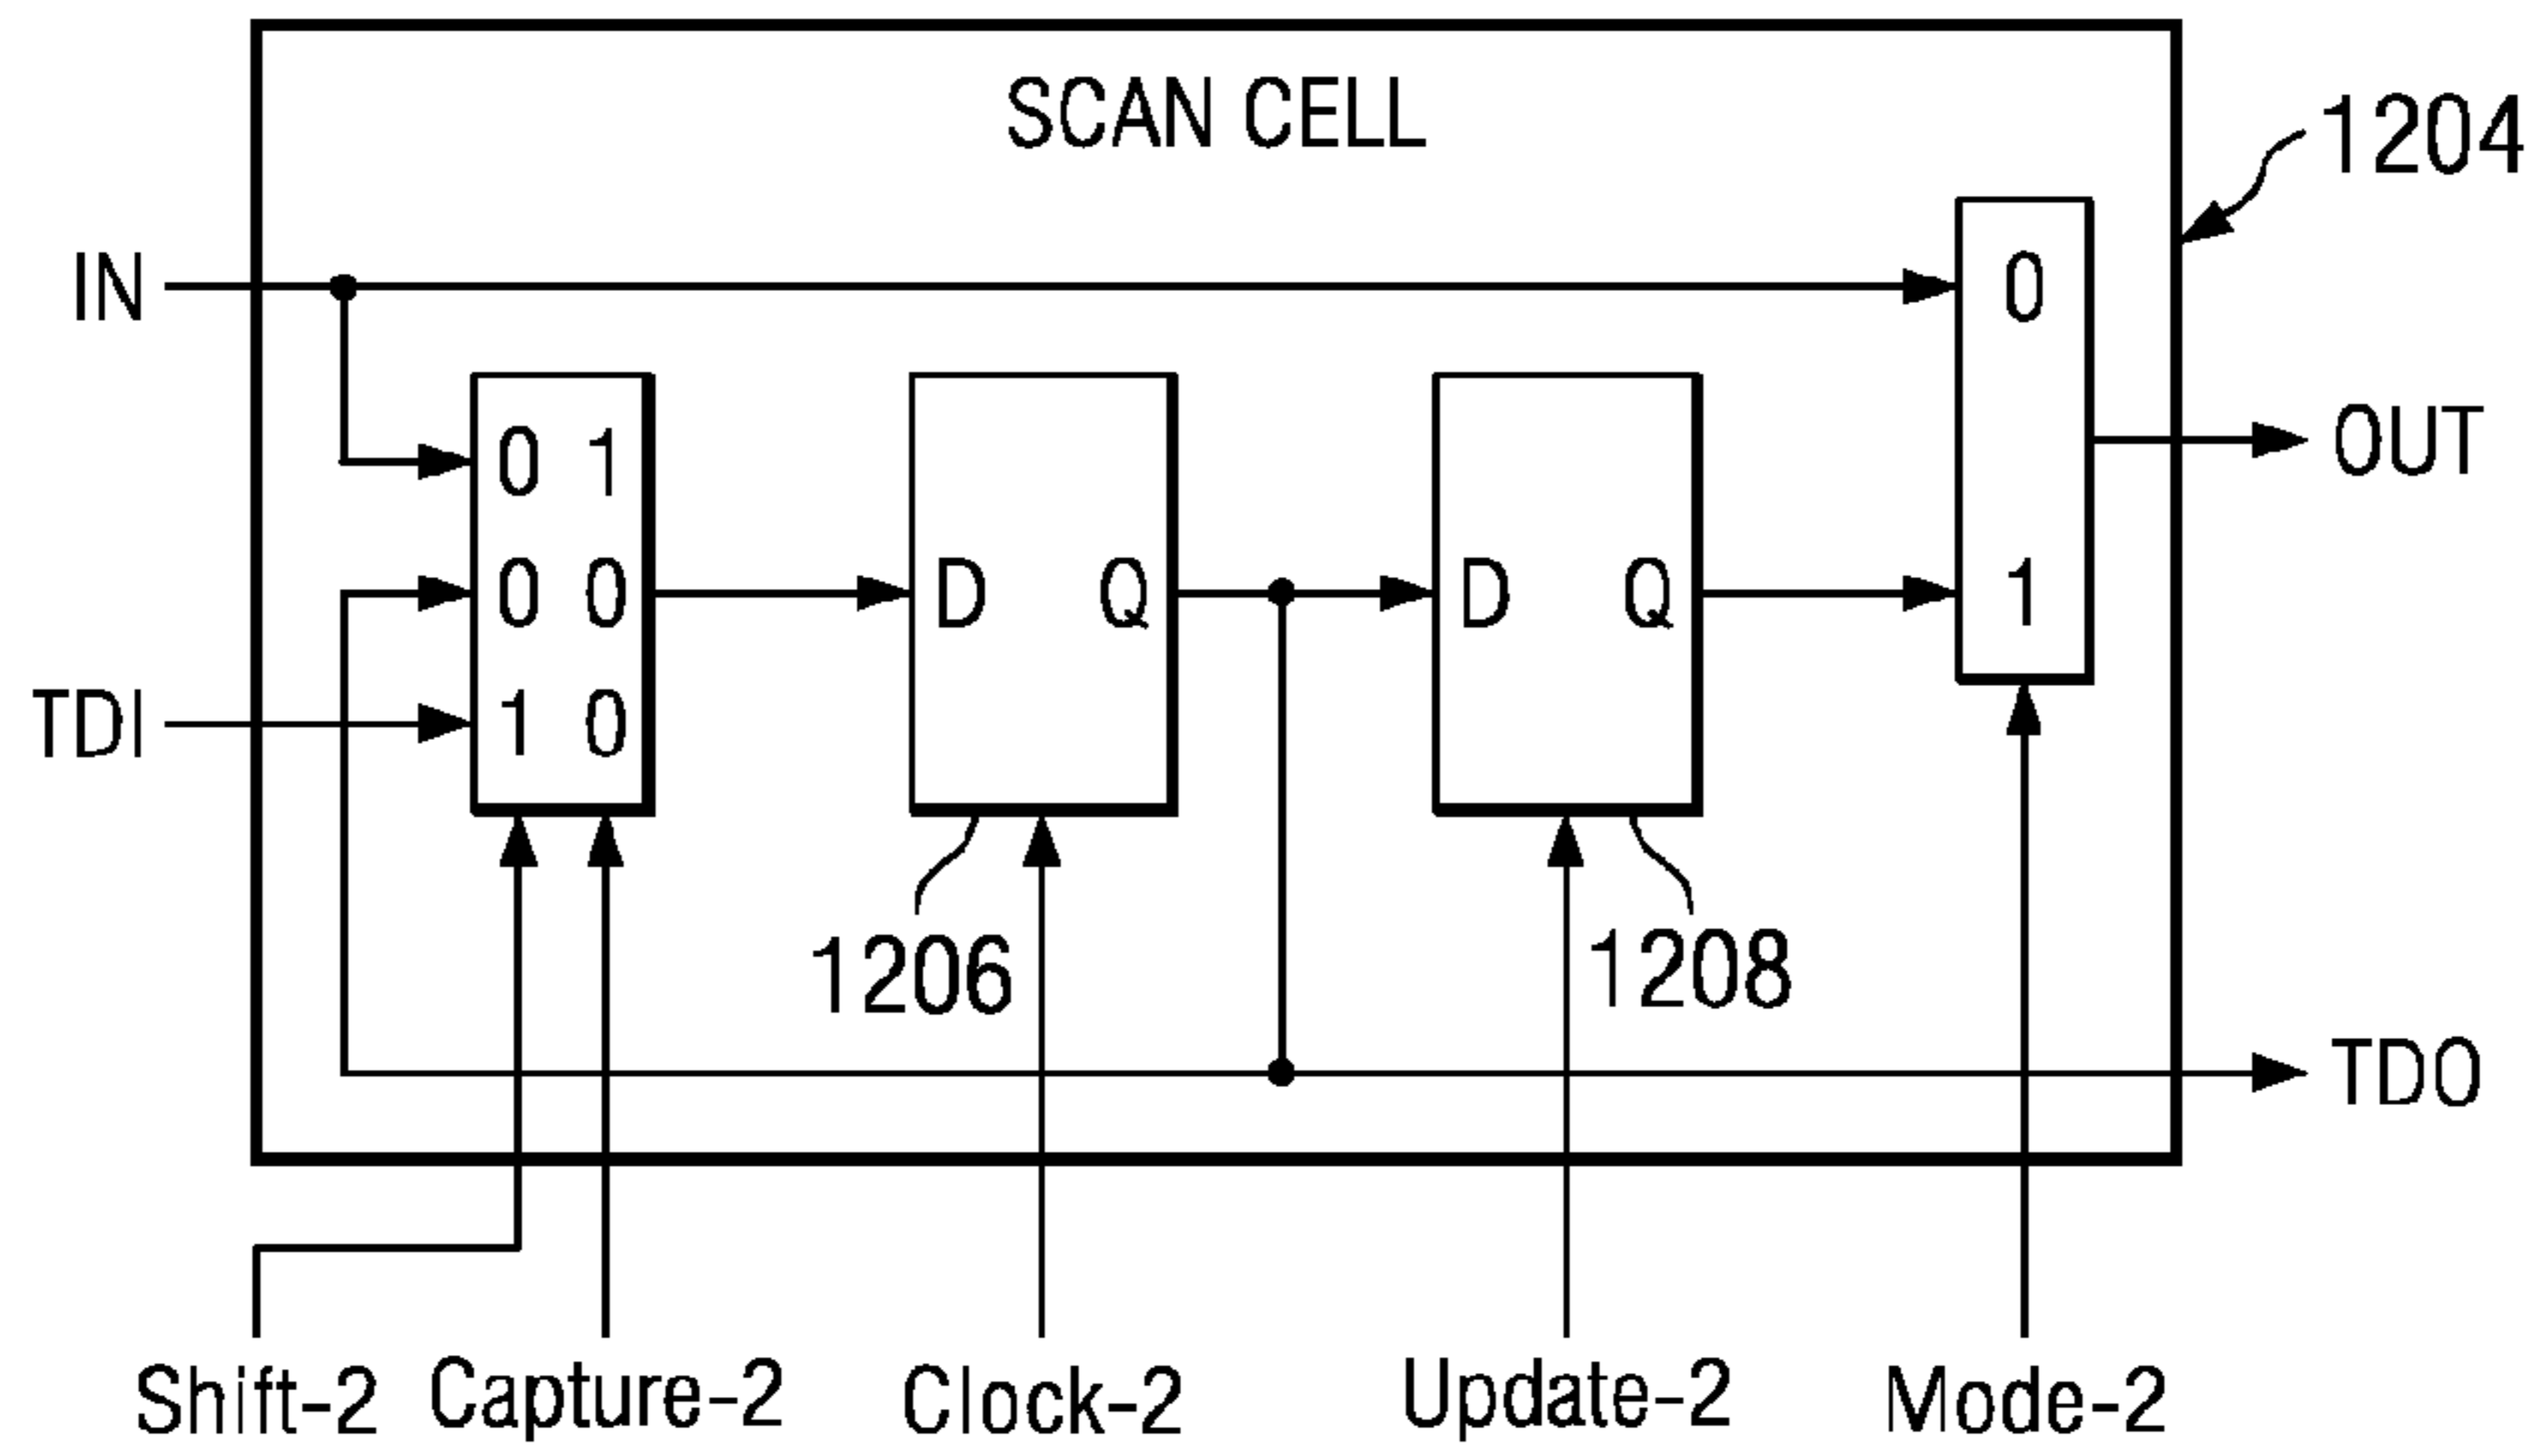 SCAN CELL
1204
IN
0
0 1
OUT
0 0
D Q
D Q
1
TDI
1 0
1206
1208
TDO
Shift-2
Capture-2
Clock-2
Update-2
Mode-2